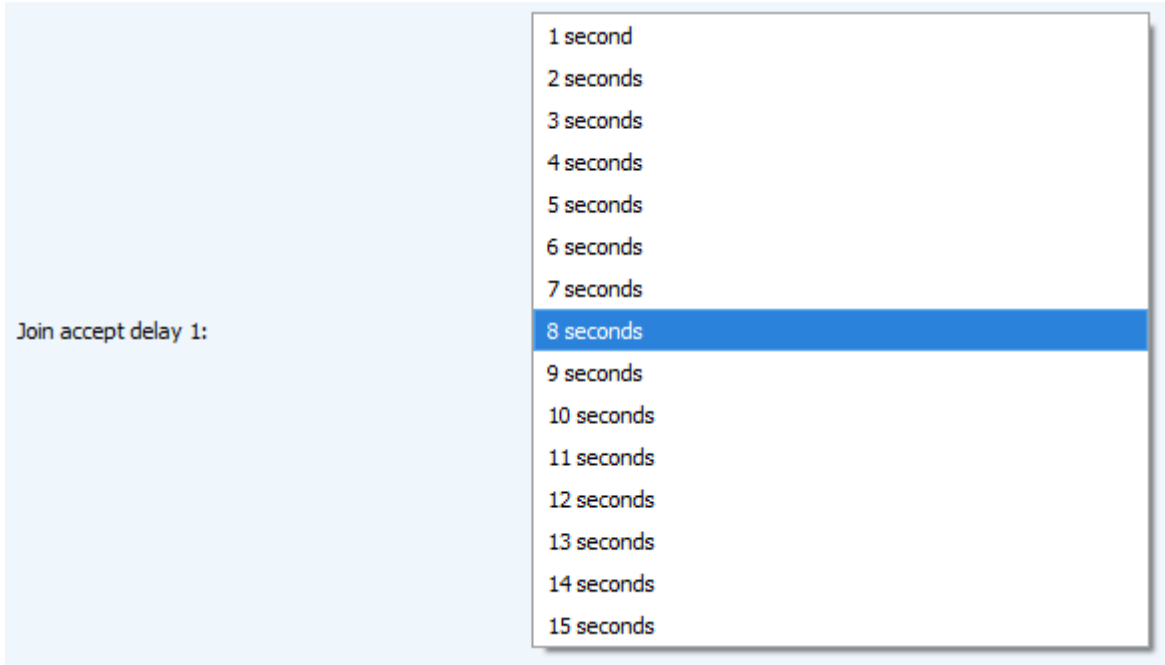 1 second
2 seconds
3 seconds
4 seconds
5 seconds
6 seconds
7 seconds
Join accept delay 1:
8 seconds
9 seconds
10 seconds
11 seconds
12 seconds
13 seconds
14 seconds
15 seconds